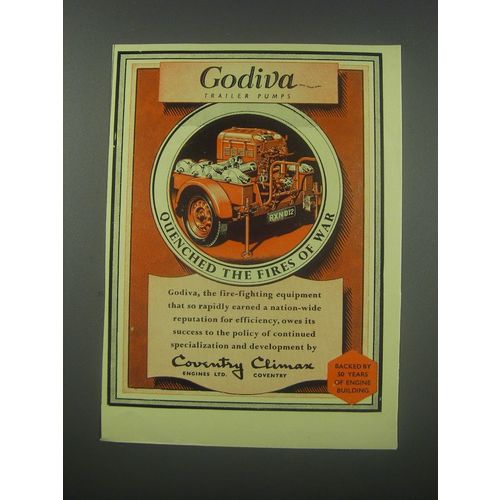 Godiva
TRAILER PUMPS
RXN 872
QUENCHED THE FIRES OF WAR
Godiva, the fire-fighting equipment
that so rapidly earned a nation-wide
reputation for efficiency, owes its
success to the policy of continued
specialization and development by
Coventry Climax
ENGINES LTD. COVENTRY
BACKED BY
50 YEARS
OF ENGINE
BUILDING